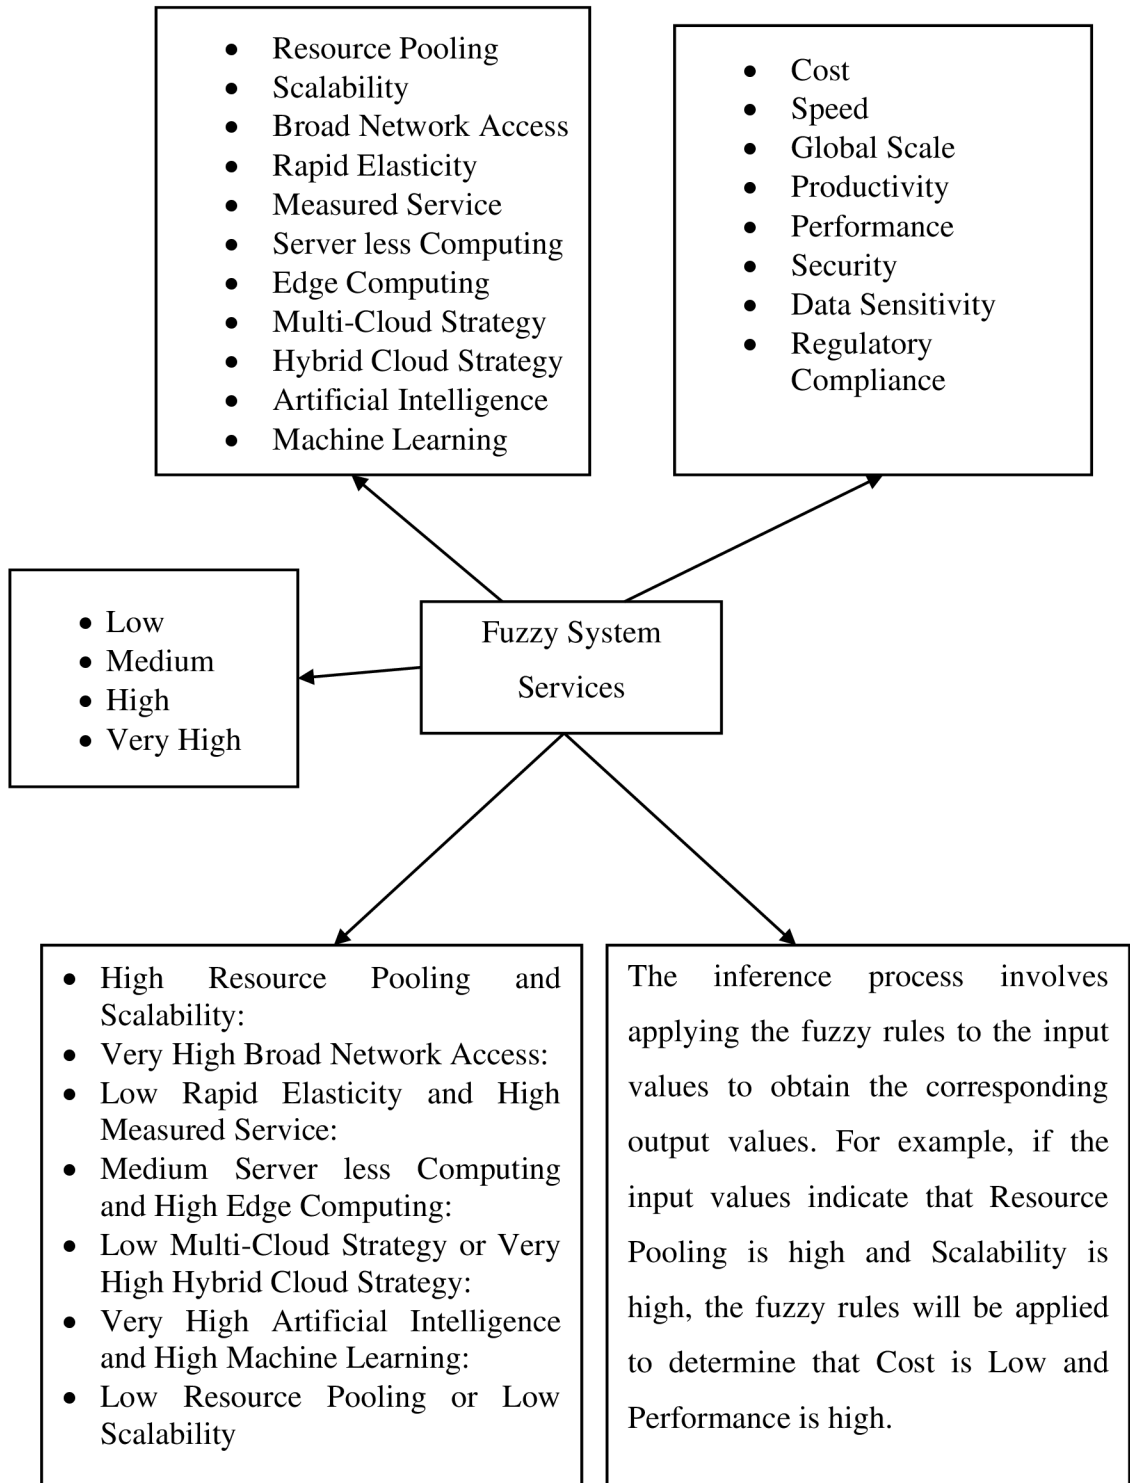 • Resource Pooling
• Scalability
• Broad Network Access
• Rapid Elasticity
• Measured Service
• Server less Computing
• Edge Computing
• Multi-Cloud Strategy
• Hybrid Cloud Strategy
• Artificial Intelligence
• Machine Learning
• Cost
• Speed
• Global Scale
• Productivity
• Performance
• Security
• Data Sensitivity
• Regulatory
Compliance
• Low
• Medium
• High
• Very High
Fuzzy System
Services
• High Resource Pooling and
Scalability:
• Very High Broad Network Access:
• Low Rapid Elasticity and High
Measured Service:
• Medium Server less Computing
and High Edge Computing:
• Low Multi-Cloud Strategy or Very
High Hybrid Cloud Strategy:
• Very High Artificial Intelligence
and High Machine Learning:
• Low Resource Pooling or Low
Scalability
The inference process involves
applying the fuzzy rules to the input
values to obtain the corresponding
output values. For example, if the
input values indicate that Resource
Pooling is high and Scalability is
high, the fuzzy rules will be applied
to determine that Cost is Low and
Performance is high.